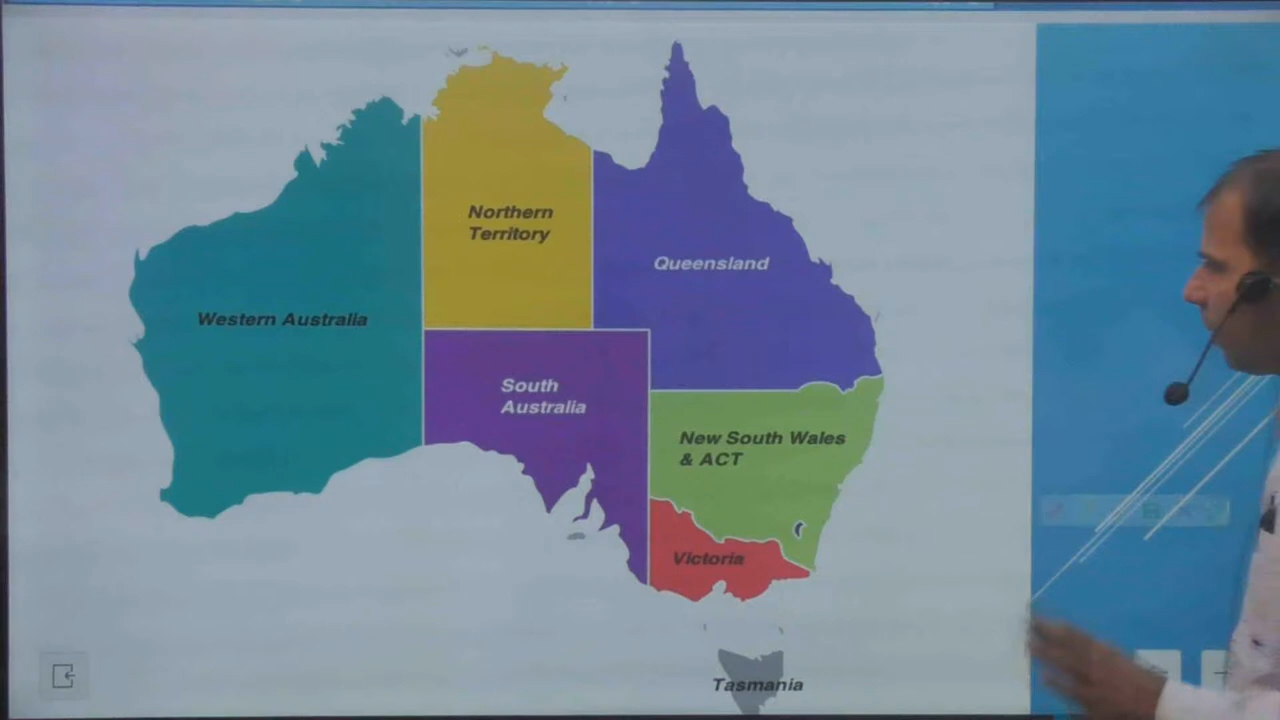 Northern
Territory
Queensland
Western Australia
South
Australia
New South Wales
& ACT
Victoria
Tasmania